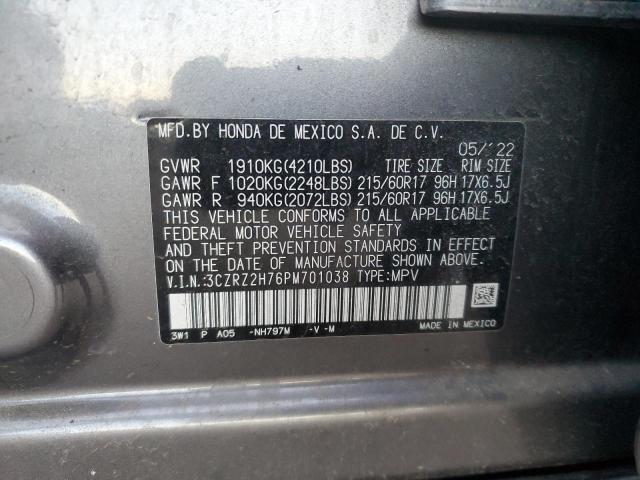 MFD.BY HONDA DE MEXICO S.A. DE C.V.
05/'22
GVWR 1910KG(4210LBS) TIRE SIZE RIM SIZE
GAWR F 1020KG(2248LBS) 215/60R17 96H 17X6.5J
GAWR R 940KG(2072LBS) 215/60R17 96H 17X6.5J
THIS VEHICLE CONFORMS TO ALL APPLICABLE
FEDERAL MOTOR VEHICLE SAFETY
AND THEFT PREVENTION STANDARDS IN EFFECT
ON THE DATE OF MANUFACTURE SHOWN ABOVE.
V.I.N.:3CZRZ2H76PM701038 TYPE:MPV
3W1 P A05 -NH797M -V -M MADE IN MEXICO